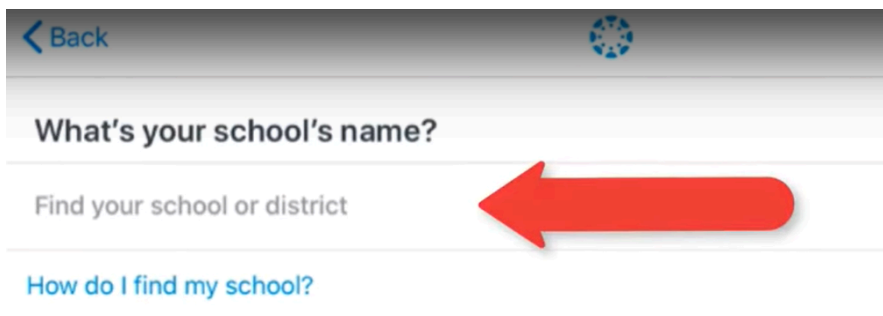 Back
What's your school's name?
Find your school or district
How do I find my school?